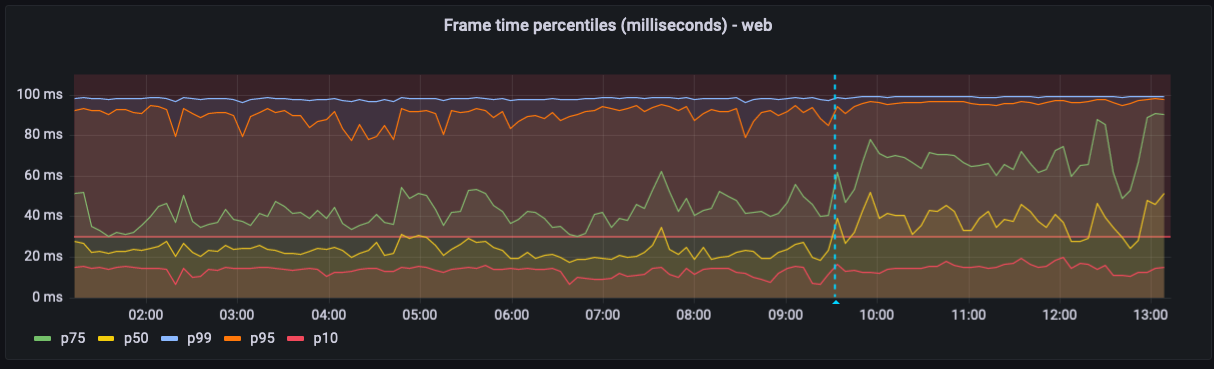 Frame time percentiles (milliseconds) - web
100 ms
80 ms
60 ms
40 ms
20 ms
0 ms
02:00 03:00 04:00 05:00 06:00 07:00 08:00 09:00 10:00 11:00 12:00 13:00
p75 p50 p99 p95 p10